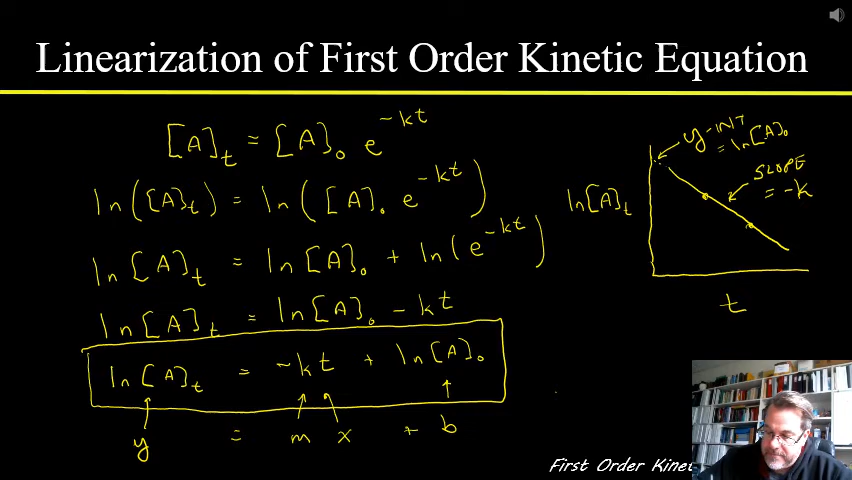 Linearization of First Order Kinetic Equation
[A]t = [A]₀ e^-kt
ln([A]t) = ln([A]₀ e^-kt)
ln[A]t = ln[A]₀ + ln(e^-kt)
ln[A]t = ln[A]₀ - kt
ln[A]t = -kt + ln[A]₀
y = m x + b
y-INT
= ln[A]₀
SLOPE
= -k
ln[A]t
t
First Order Kinet